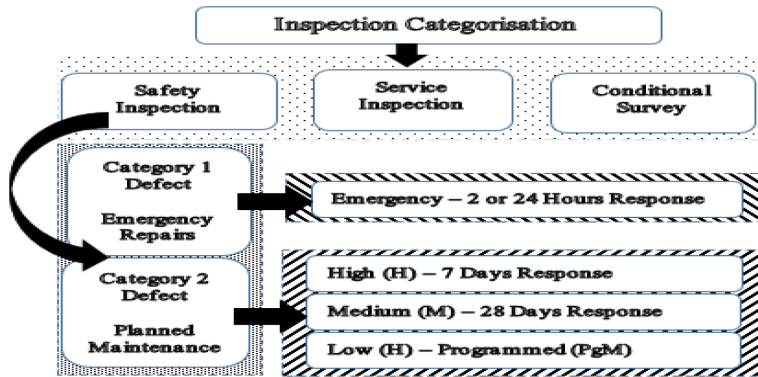 Inspection Categorisation
Safety
Inspection
Service
Inspection
Conditional
Survey
Category 1
Defect
Emergency
Repairs
Emergency – 2 or 24 Hours Response
Category 2
Defect
Planned
Maintenance
High (H) – 7 Days Response
Medium (M) – 28 Days Response
Low (H) – Programmed (PgM)